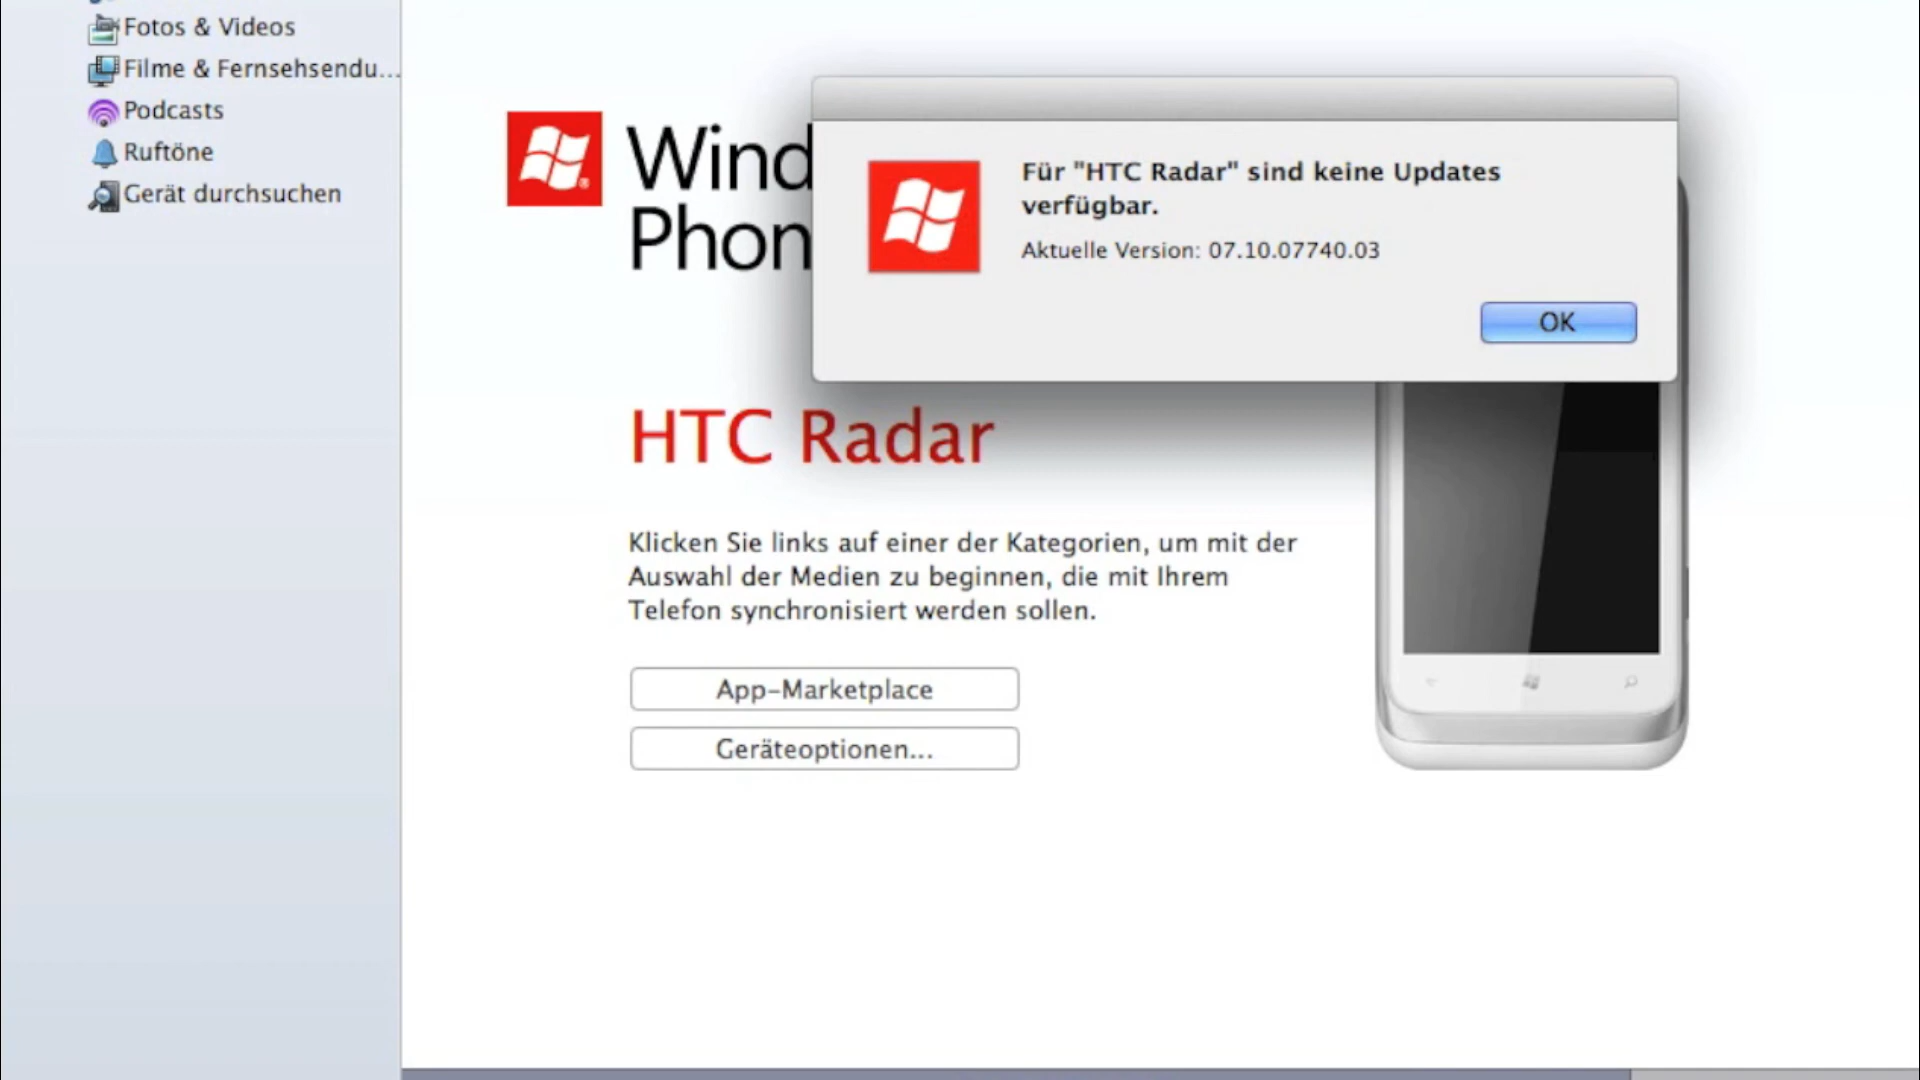 Fotos & Videos
Filme & Fernsehsendu...
Podcasts
Ruftöne
Gerät durchsuchen
Wind
Phon
Für "HTC Radar" sind keine Updates
verfügbar.
Aktuelle Version: 07.10.07740.03
OK
HTC Radar
Klicken Sie links auf einer der Kategorien, um mit der
Auswahl der Medien zu beginnen, die mit Ihrem
Telefon synchronisiert werden sollen.
App-Marketplace
Geräteoptionen...